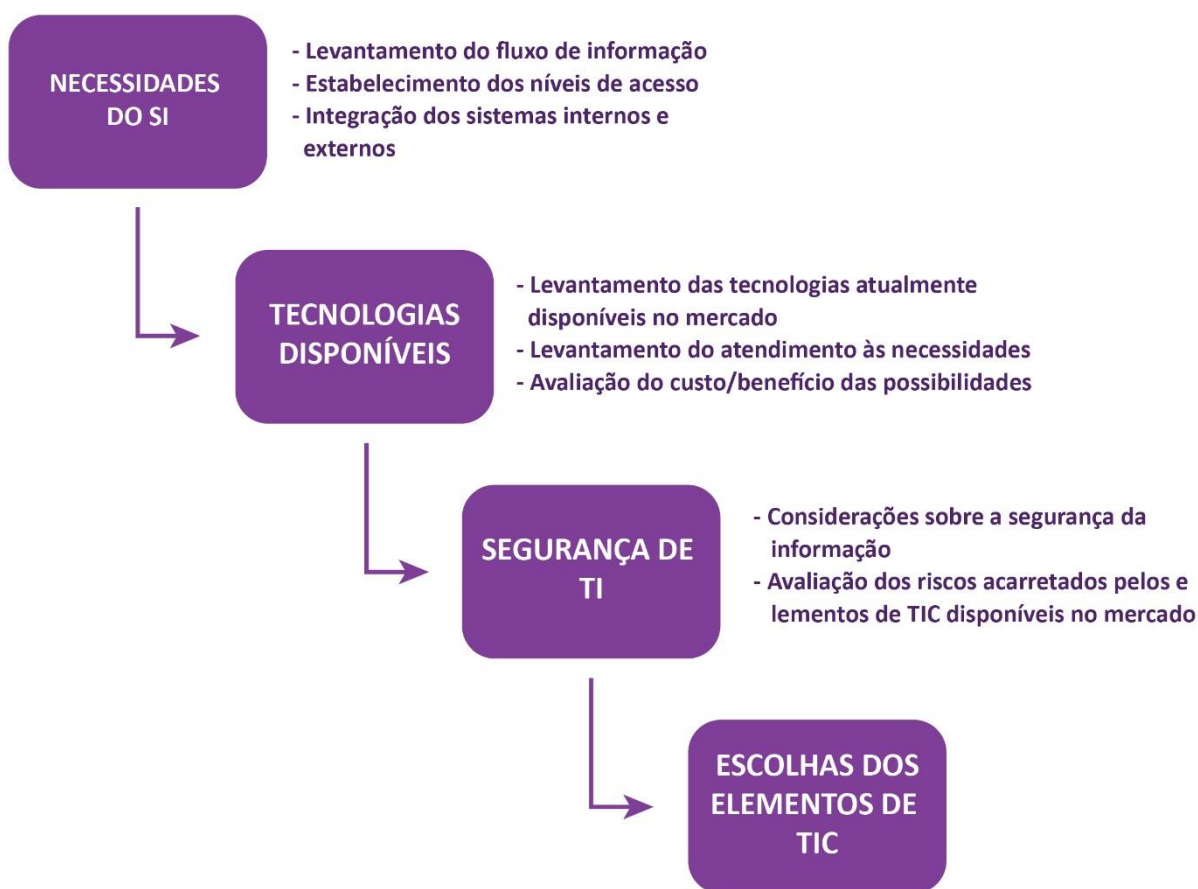 NECESSIDADES
DO SI
- Levantamento do fluxo de informação
- Estabelecimento dos níveis de acesso
- Integração dos sistemas internos e
externos
TECNOLOGIAS
DISPONÍVEIS
- Levantamento das tecnologias atualmente
disponíveis no mercado
- Levantamento do atendimento às necessidades
- Avaliação do custo/benefício das possibilidades
SEGURANÇA DE
TI
- Considerações sobre a segurança da
informação
- Avaliação dos riscos acarretados pelos e
lementos de TIC disponíveis no mercado
ESCOLHAS DOS
ELEMENTOS DE
TIC